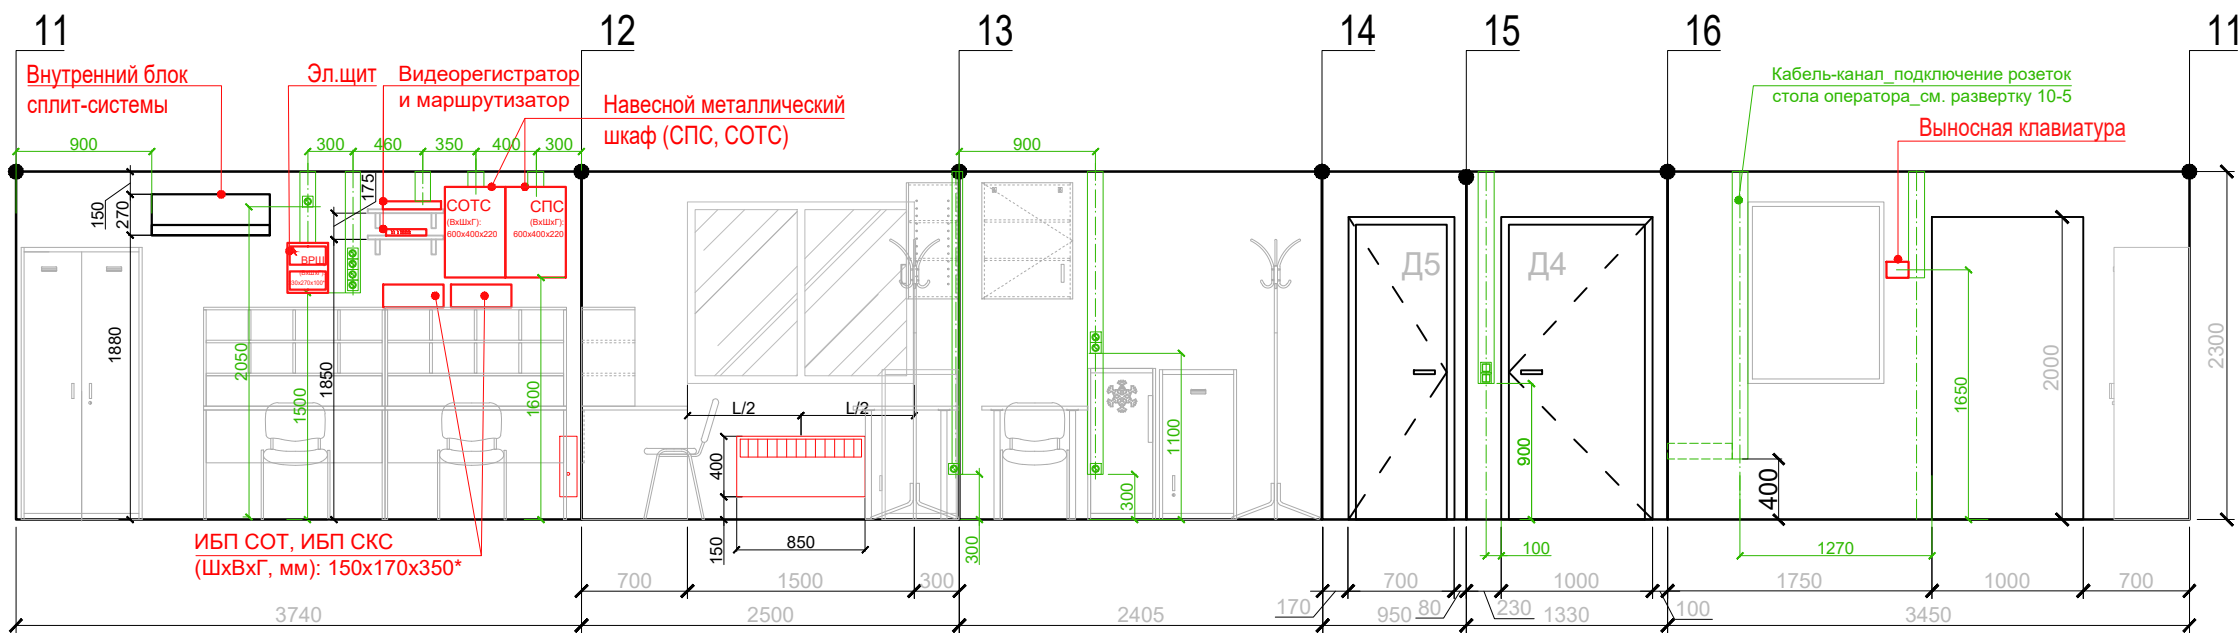 11
12
13
14
15
16
11
Внутренний блок
сплит-системы
Эл.щит
Видеорегистратор
и маршрутизатор
Навесной металлический
шкаф (СПС, СОТС)
Кабель-канал_подключение розеток
стола оператора_см. развертку 10-5
Выносная клавиатура
900
300
460
350
400
300
900
150
270
175
СОТС
(ВхШхГ):
600х400х220
СПС
(ВхШхГ):
600х400х220
ВРЩ
Д5
Д4
1880
2050
1500
1850
1600
L/2
L/2
400
150
850
300
1100
300
900
100
400
1650
2000
2300
1270
ИБП СОТ, ИБП СКС
(ШхВхГ, мм): 150х170х350*
700
1500
300
700
1000
1750
1000
700
170
80
230
100
3740
2500
2405
950
1330
3450